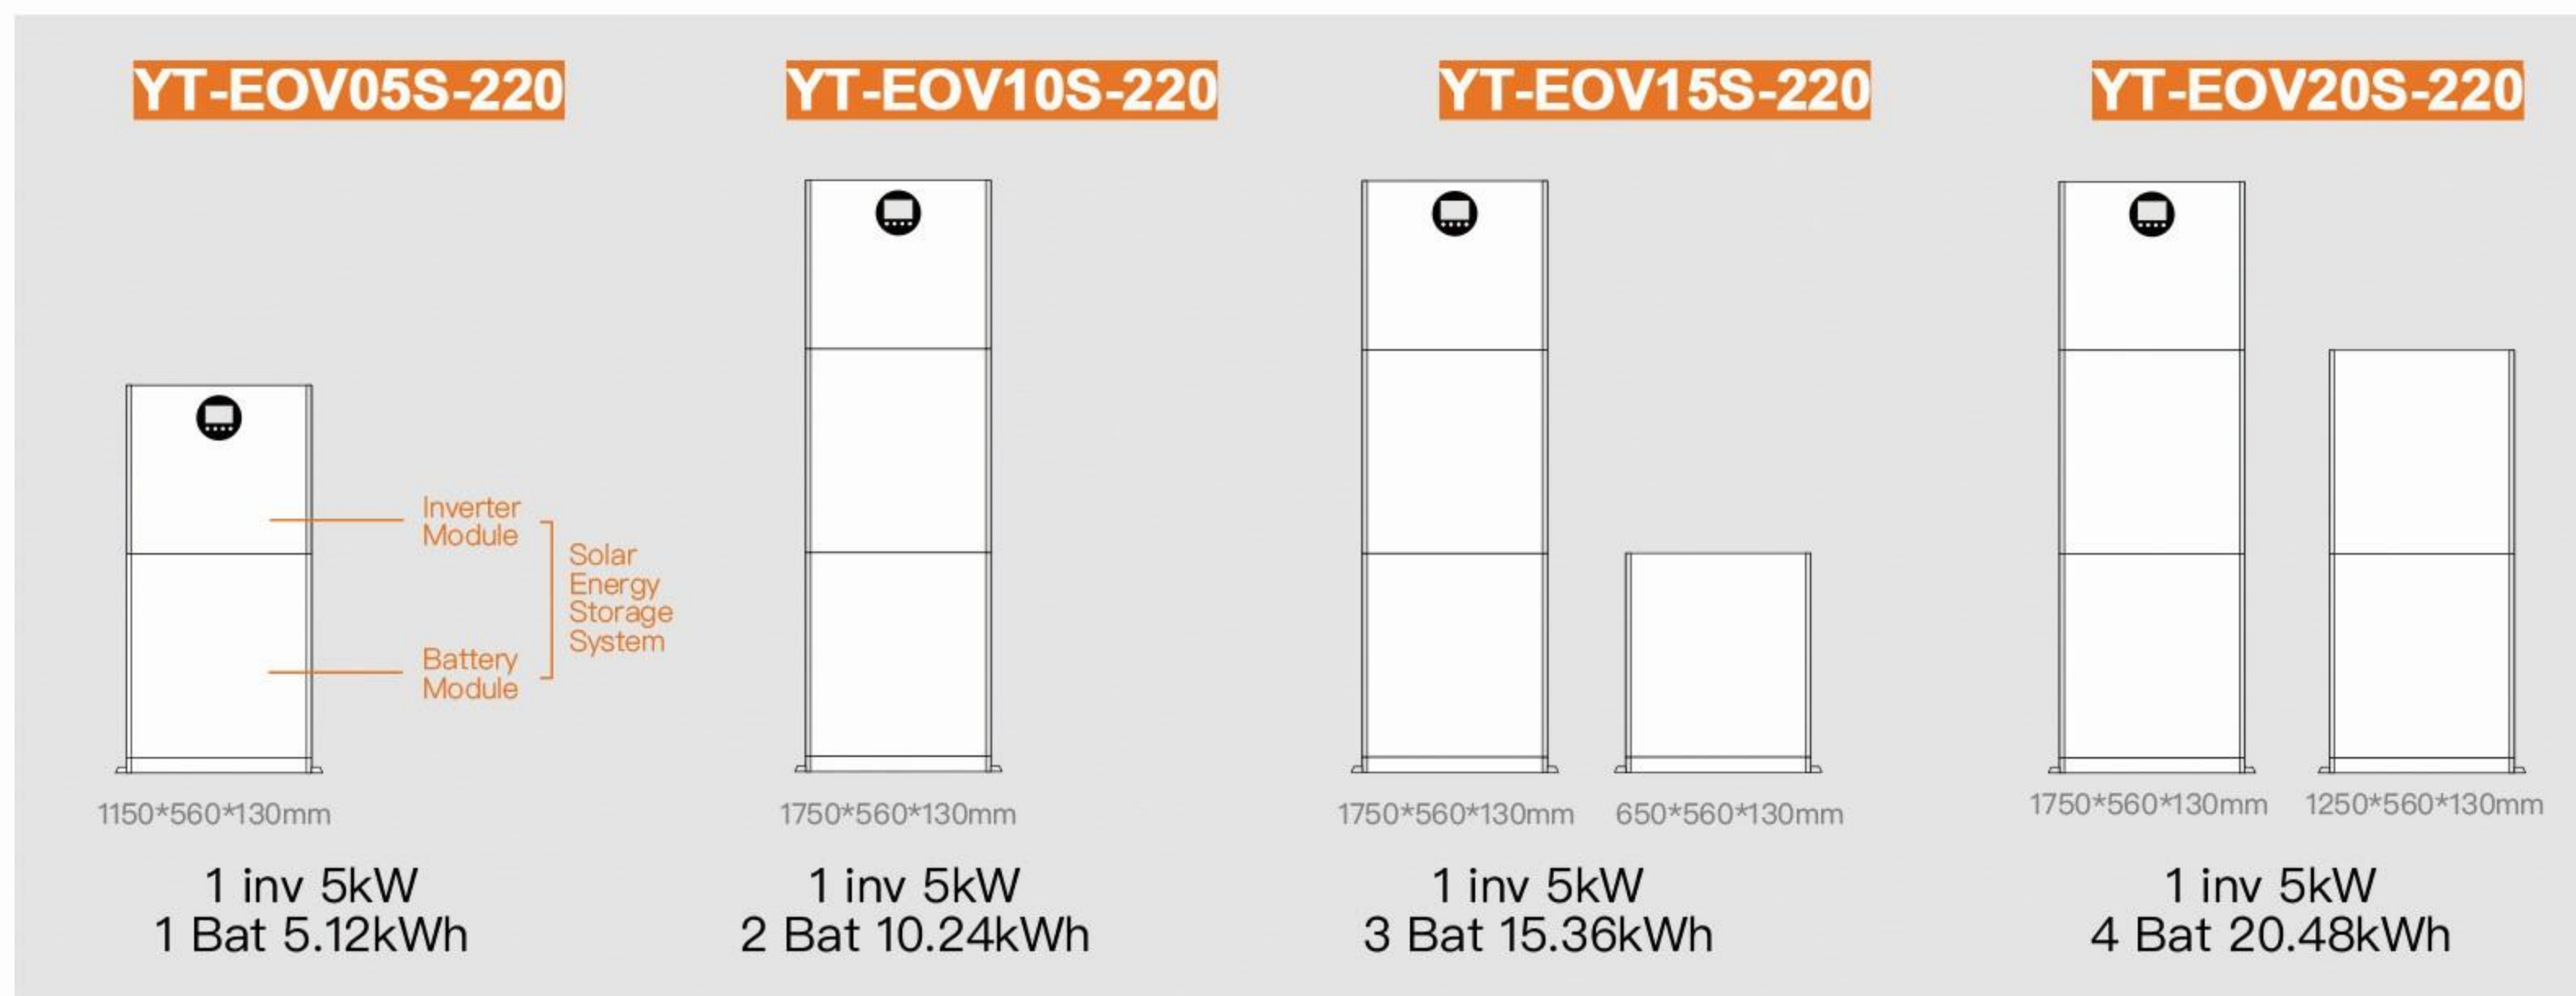 YT-EOV05S-220
YT-EOV10S-220
YT-EOV15S-220
YT-EOV20S-220
Inverter
Module
Battery
Module
Solar
Energy
Storage
System
1150*560*130mm
1750*560*130mm
1750*560*130mm
650*560*130mm
1750*560*130mm
1250*560*130mm
1 inv 5kW
1 Bat 5.12kWh
1 inv 5kW
2 Bat 10.24kWh
1 inv 5kW
3 Bat 15.36kWh
1 inv 5kW
4 Bat 20.48kWh